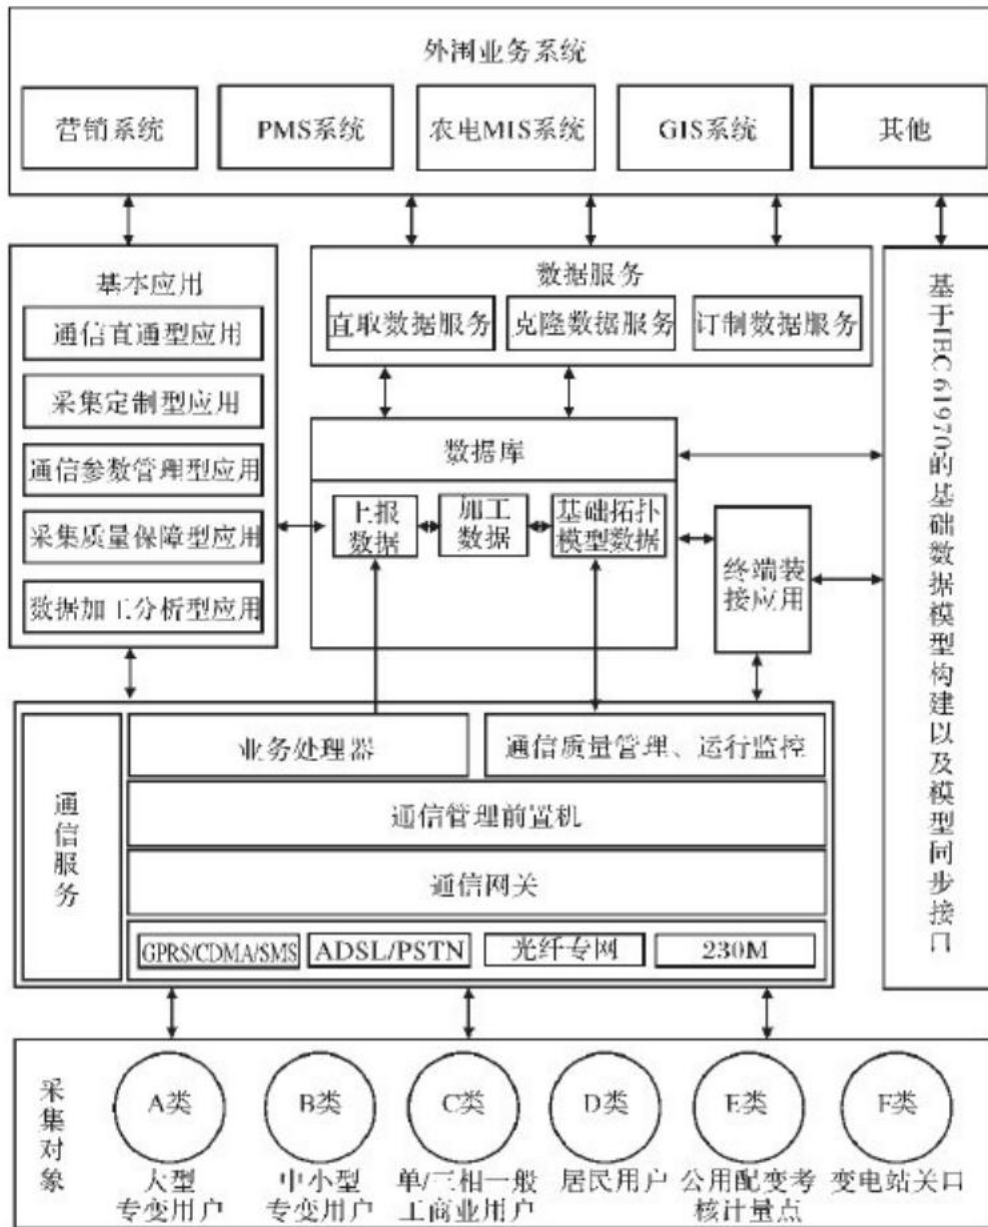 外围业务系统
营销系统
PMS系统
农电MIS系统
GIS系统
其他
基本应用
通信直通型应用
采集定制型应用
通信参数管理型应用
采集质量保障型应用
数据加工分析型应用
数据服务
直取数据服务
克隆数据服务
订制数据服务
数据库
上报
数据
加工
数据
基础拓扑
模型数据
终端装
接应用
基于IEC 61970的基础数据模型构建以及模型同步接口
通信服务
业务处理器
通信质量管理、运行监控
通信管理前置机
通信网关
GPRS/CDMA/SMS
ADSL/PSTN
光纤专网
230M
采集对象
A类
B类
C类
D类
E类
F类
大型
专变用户
中小型
专变用户
单/三相一般
工商业用户
居民用户
公用配变考
核计量点
变电站关口